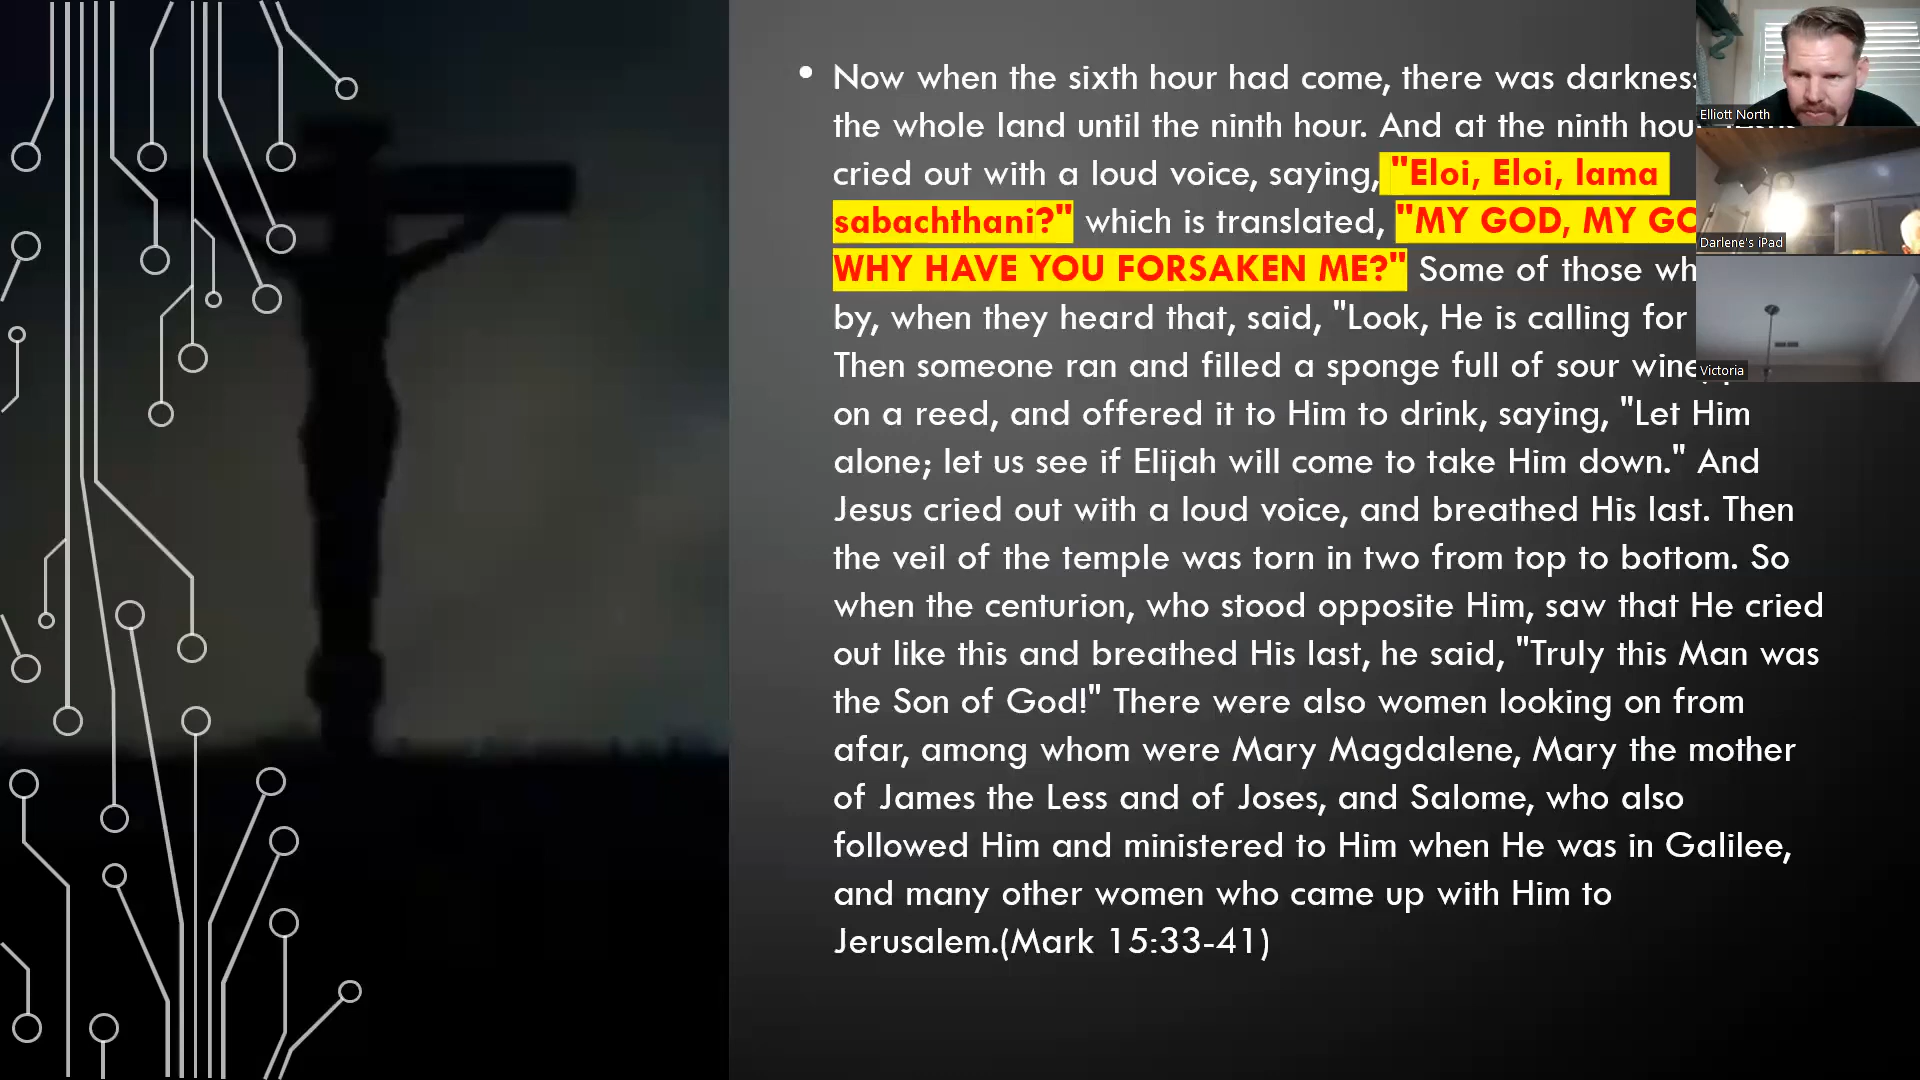 Now when the sixth hour had come, there was darkness
the whole land until the ninth hour. And at the ninth hour
cried out with a loud voice, saying, "Eloi, Eloi, lama
sabachthani?" which is translated, "MY GOD, MY GO
WHY HAVE YOU FORSAKEN ME?" Some of those wh
by, when they heard that, said, "Look, He is calling for
Then someone ran and filled a sponge full of sour wine,
on a reed, and offered it to Him to drink, saying, "Let Him
alone; let us see if Elijah will come to take Him down." And
Jesus cried out with a loud voice, and breathed His last. Then
the veil of the temple was torn in two from top to bottom. So
when the centurion, who stood opposite Him, saw that He cried
out like this and breathed His last, he said, "Truly this Man was
the Son of God!" There were also women looking on from
afar, among whom were Mary Magdalene, Mary the mother
of James the Less and of Joses, and Salome, who also
followed Him and ministered to Him when He was in Galilee,
and many other women who came up with Him to
Jerusalem.(Mark 15:33-41)
Elliott North
Darlene's iPad
Victoria